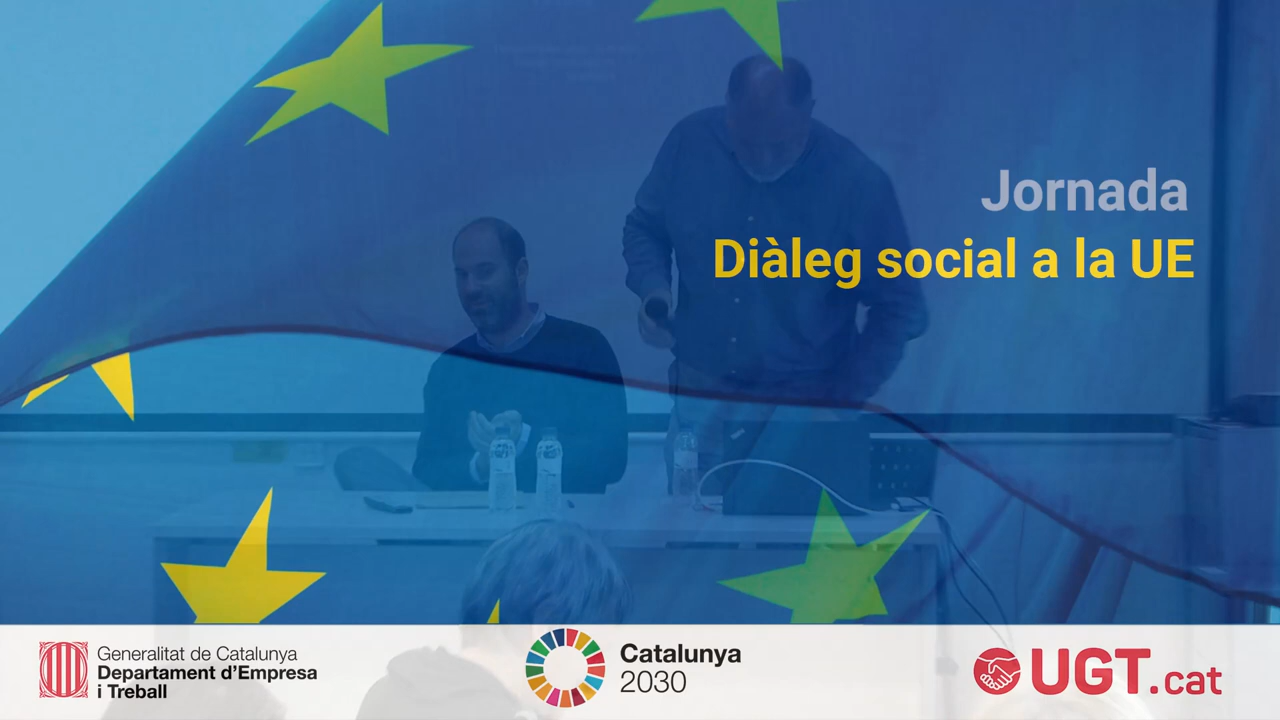 Jornada
Diàleg social a la UE
Generalitat de Catalunya
Departament d'Empresa
i Treball
Catalunya
2030
UGT.cat